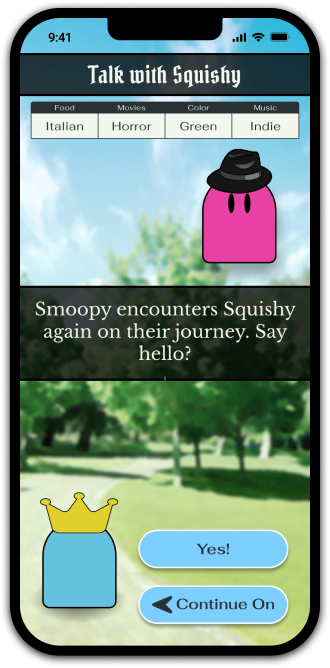 9:41
Talk with Squishy
Food Movies Color Music
Italian Horror Green Indie
Smoopy encounters Squishy
again on their journey. Say
hello?
Yes!
Continue On